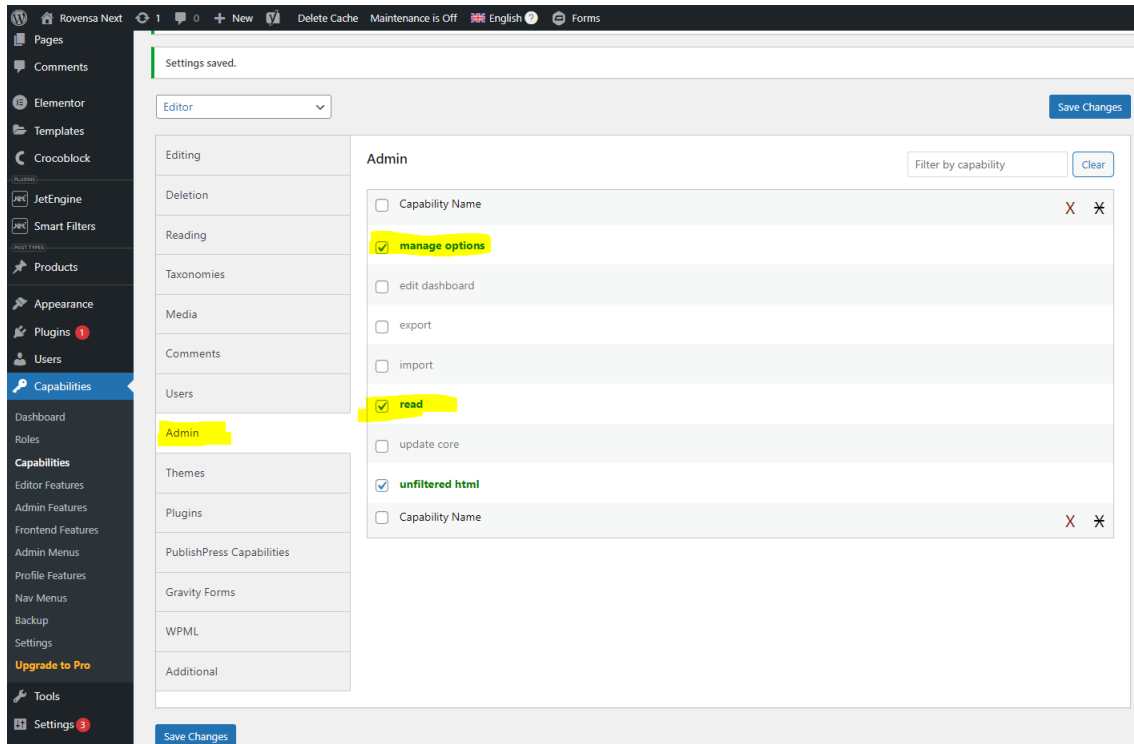 Rovensa Next 1 0 New Delete Cache Maintenance is Off English Forms
Pages
Comments
Elementor
Templates
Crocoblock
PLUGINS
JetEngine
Smart Filters
POST TYPES
Products
Appearance
Plugins 1
Users
Capabilities
Dashboard
Roles
Capabilities
Editor Features
Admin Features
Frontend Features
Admin Menus
Profile Features
Nav Menus
Backup
Settings
Upgrade to Pro
Tools
Settings 3
Settings saved.
Editor
Save Changes
Editing
Deletion
Reading
Taxonomies
Media
Comments
Users
Admin
Themes
Plugins
PublishPress Capabilities
Gravity Forms
WPML
Additional
Admin
Filter by capability Clear
Capability Name X
manage options
edit dashboard
export
import
read
update core
unfiltered html
Capability Name X
Save Changes